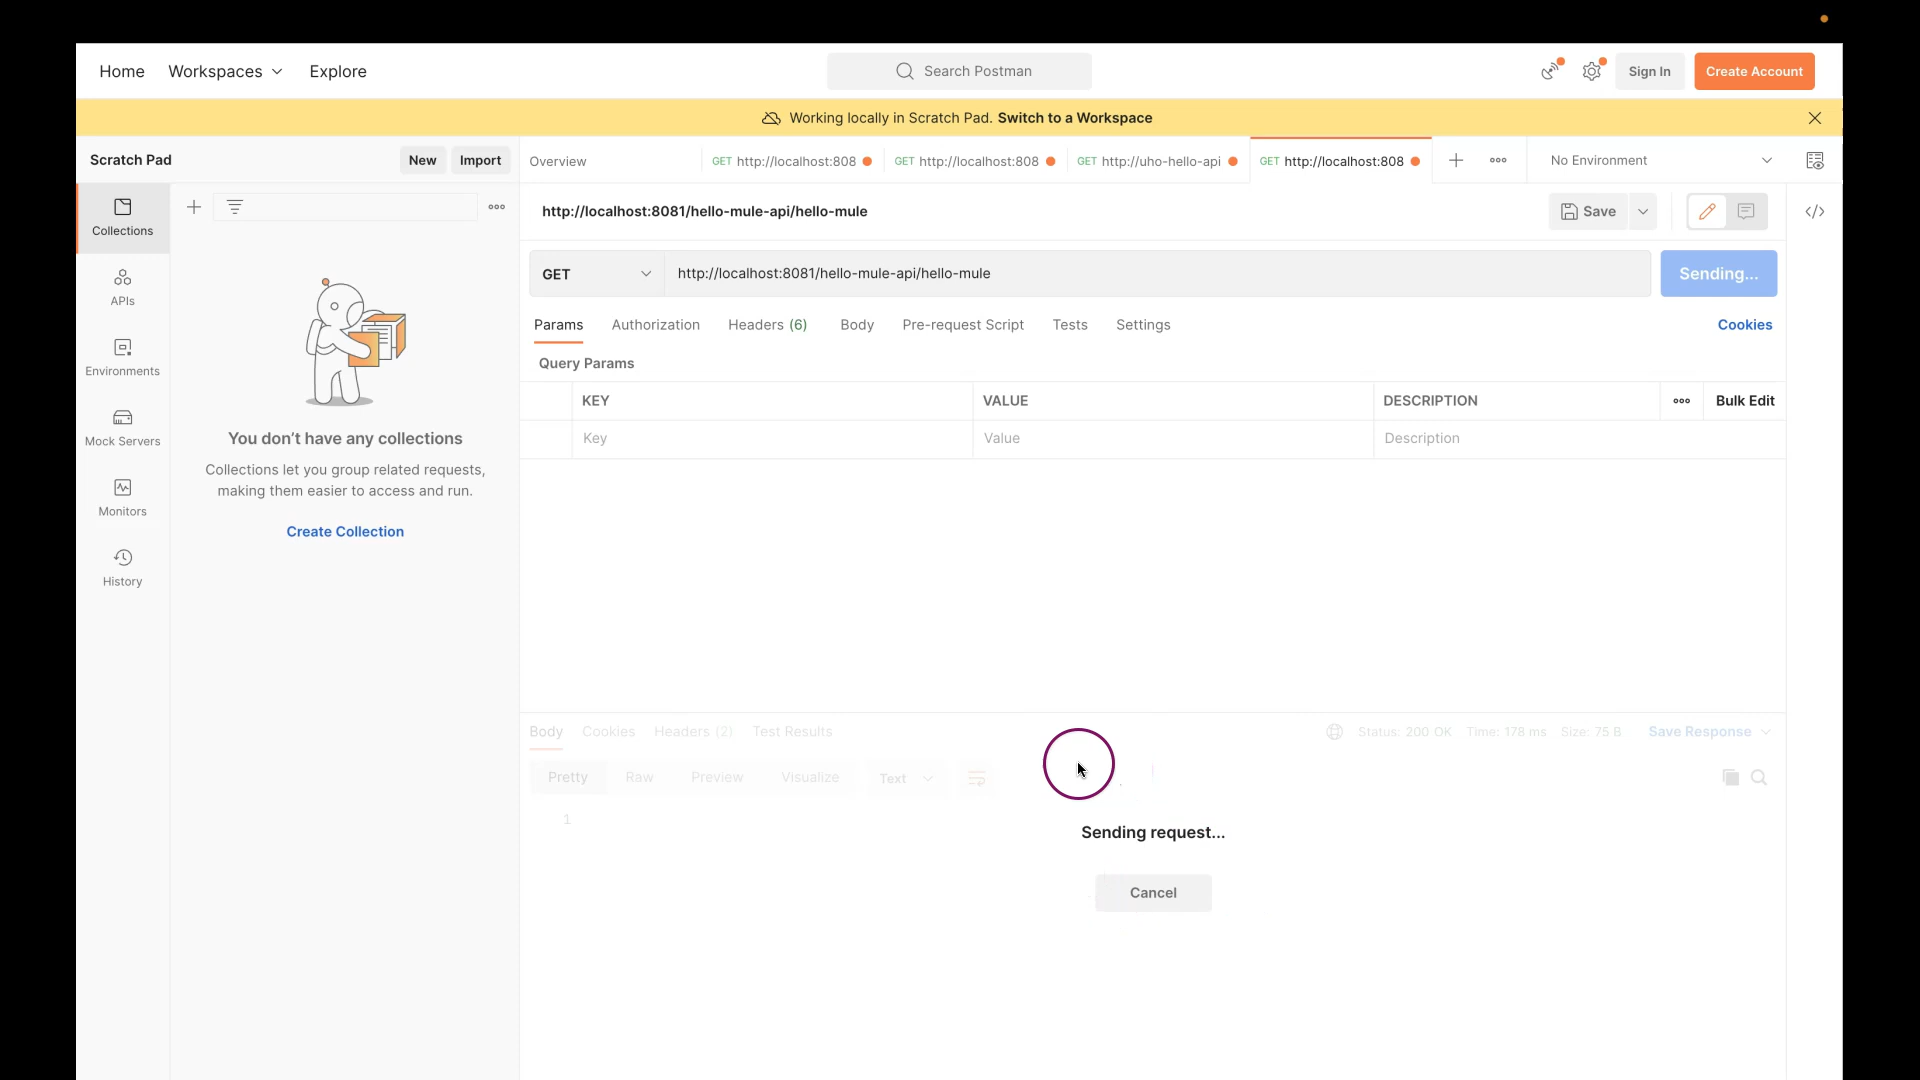 Home Workspaces Explore Search Postman Sign In Create Account
Working locally in Scratch Pad. Switch to a Workspace
Scratch Pad New Import Overview GET http://localhost:808 GET http://localhost:808 GET http://uho-hello-api GET http://localhost:808 No Environment
Collections
http://localhost:8081/hello-mule-api/hello-mule Save
APIs
GET http://localhost:8081/hello-mule-api/hello-mule Sending...
Environments
Params Authorization Headers (6) Body Pre-request Script Tests Settings Cookies
Query Params
KEY VALUE DESCRIPTION Bulk Edit
Key Value Description
Mock Servers
You don’t have any collections
Collections let you group related requests,
making them easier to access and run.
Monitors
Create Collection
History
Body Cookies Headers (2) Test Results Status: 200 OK Time: 178 ms Size: 75 B Save Response
Pretty Raw Preview Visualize Text
1
Sending request...
Cancel